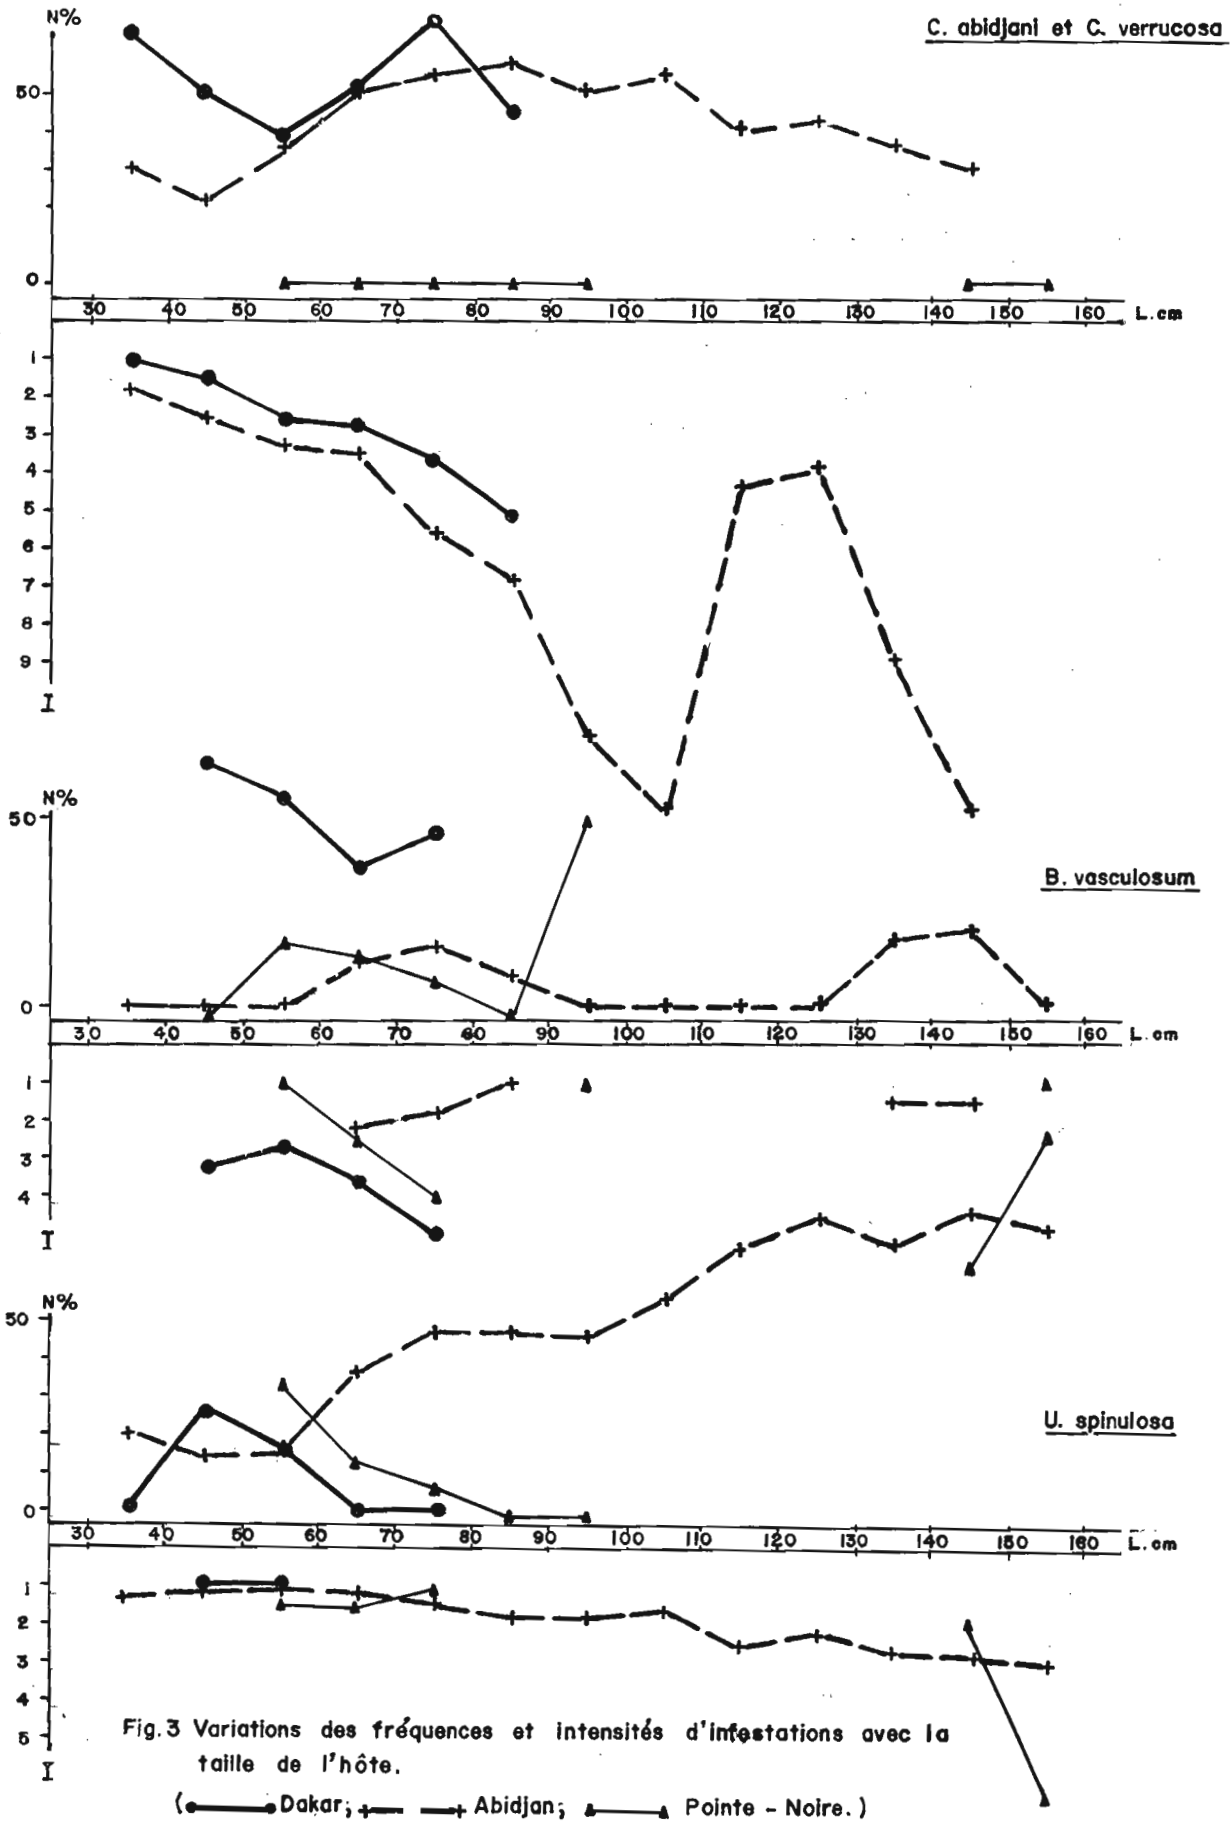 N%
C. abidjani et C. verrucosa
50
0
30 40 50 60 70 80 90 100 110 120 130 140 150 160 L.cm
1
2
3
4
5
6
7
8
9
I
N%
50
B. vasculosum
0
30 40 50 60 70 80 90 100 110 120 130 140 150 160 L.cm
1
2
3
4
I
N%
50
U. spinulosa
0
30 40 50 60 70 80 90 100 110 120 130 140 150 160 L.cm
1
2
3
4
5
I
Fig.3 Variations des fréquences et intensités d'infestations avec la
taille de l'hôte.
( Dakar; Abidjan; Pointe - Noire.)